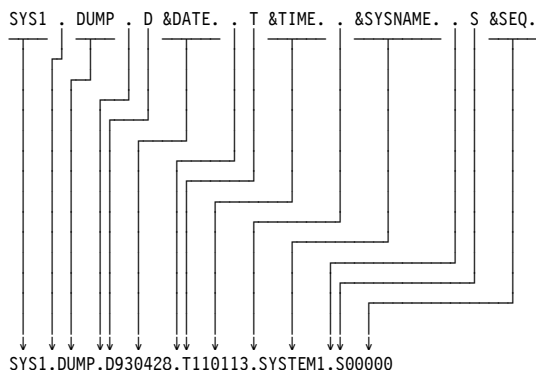 SYS1 . DUMP . D &DATE. . T &TIME. . &SYSNAME. . S &SEQ.
SYS1.DUMP.D930428.T110113.SYSTEM1.S00000